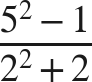 5² − 1
2² + 2